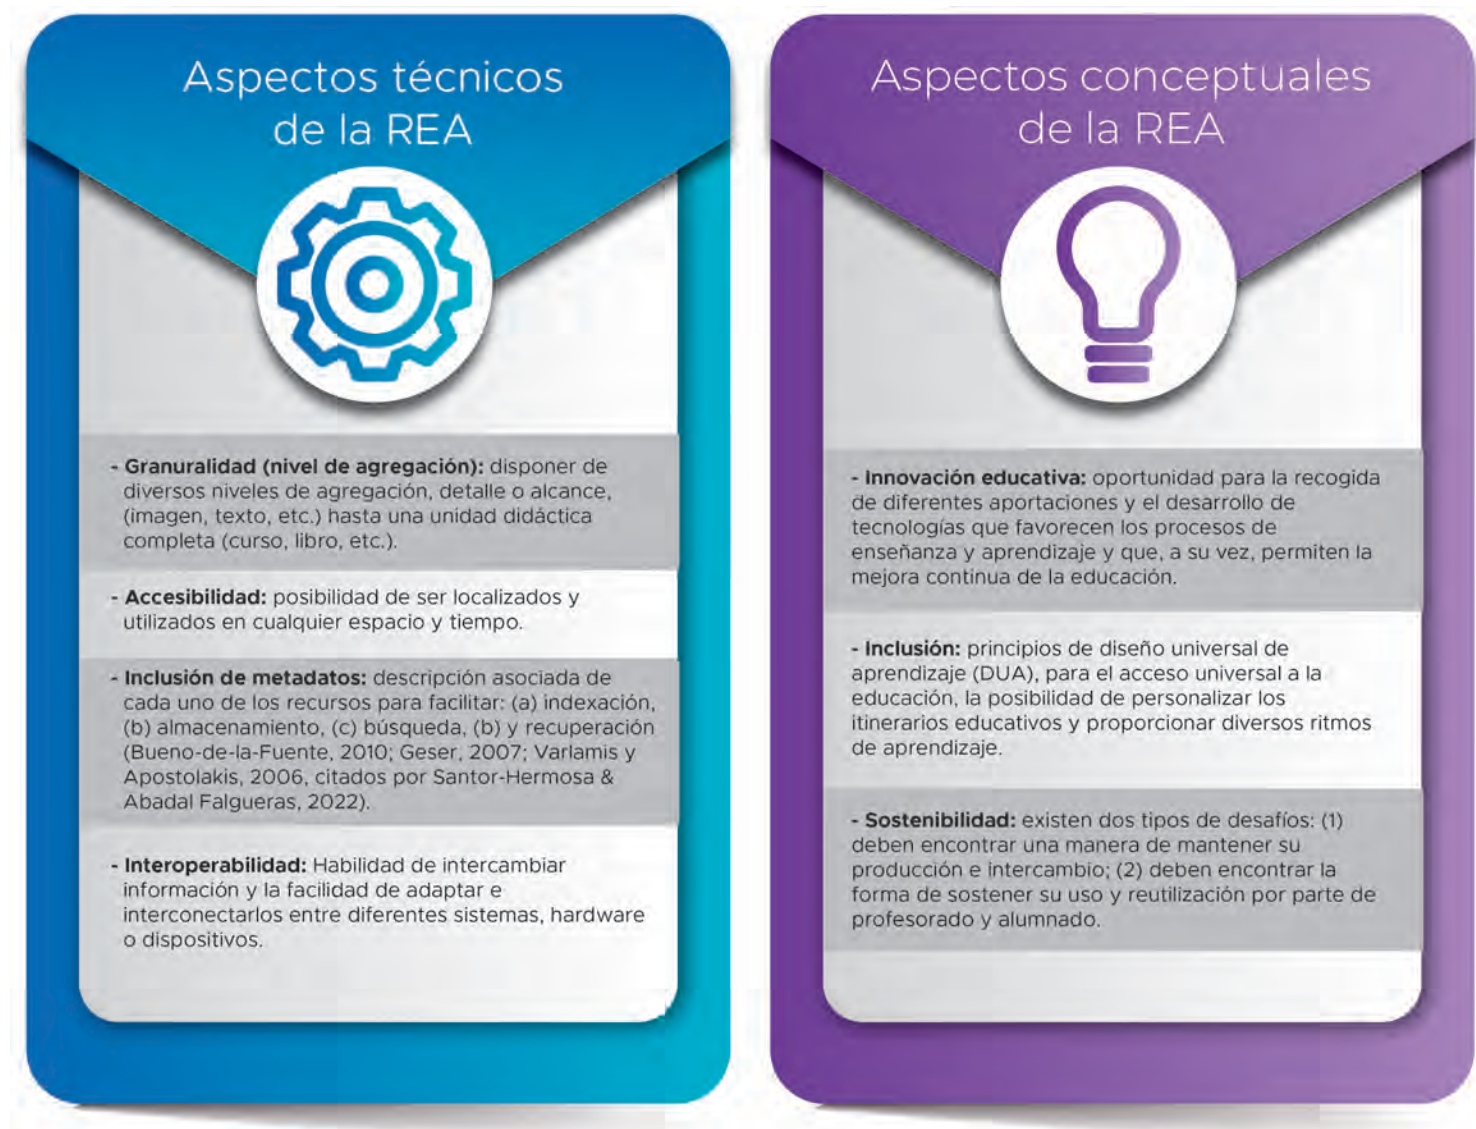 Aspectos técnicos
de la REA
- Granuralidad (nivel de agregación): disponer de
diversos niveles de agregación, detalle o alcance,
(imagen, texto, etc.) hasta una unidad didáctica
completa (curso, libro, etc.).
- Accesibilidad: posibilidad de ser localizados y
utilizados en cualquier espacio y tiempo.
- Inclusión de metadatos: descripción asociada de
cada uno de los recursos para facilitar: (a) indexación,
(b) almacenamiento, (c) búsqueda, (b) y recuperación
(Bueno-de-la-Fuente, 2010; Geser, 2007; Varlamis y
Apostolakis, 2006, citados por Santor-Hermosa &
Abadal Falgueras, 2022).
- Interoperabilidad: Habilidad de intercambiar
información y la facilidad de adaptar e
interconectarlos entre diferentes sistemas, hardware
o dispositivos.
Aspectos conceptuales
de la REA
- Innovación educativa: oportunidad para la recogida
de diferentes aportaciones y el desarrollo de
tecnologías que favorecen los procesos de
enseñanza y aprendizaje y que, a su vez, permiten la
mejora continua de la educación.
- Inclusión: principios de diseño universal de
aprendizaje (DUA), para el acceso universal a la
educación, la posibilidad de personalizar los
itinerarios educativos y proporcionar diversos ritmos
de aprendizaje.
- Sostenibilidad: existen dos tipos de desafíos: (1)
deben encontrar una manera de mantener su
producción e intercambio; (2) deben encontrar la
forma de sostener su uso y reutilización por parte de
profesorado y alumnado.